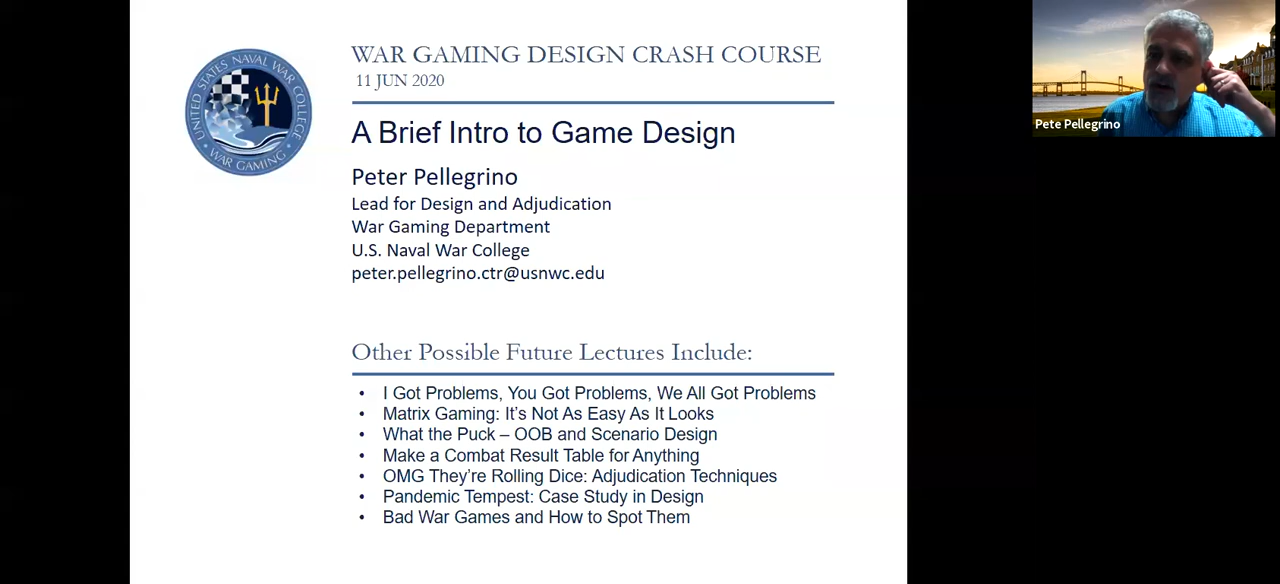 UNITED STATES NAVAL WAR COLLEGE
• WAR GAMING •
WAR GAMING DESIGN CRASH COURSE
11 JUN 2020
A Brief Intro to Game Design
Peter Pellegrino
Lead for Design and Adjudication
War Gaming Department
U.S. Naval War College
peter.pellegrino.ctr@usnwc.edu
Other Possible Future Lectures Include:
• I Got Problems, You Got Problems, We All Got Problems
• Matrix Gaming: It's Not As Easy As It Looks
• What the Puck – OOB and Scenario Design
• Make a Combat Result Table for Anything
• OMG They're Rolling Dice: Adjudication Techniques
• Pandemic Tempest: Case Study in Design
• Bad War Games and How to Spot Them
Pete Pellegrino